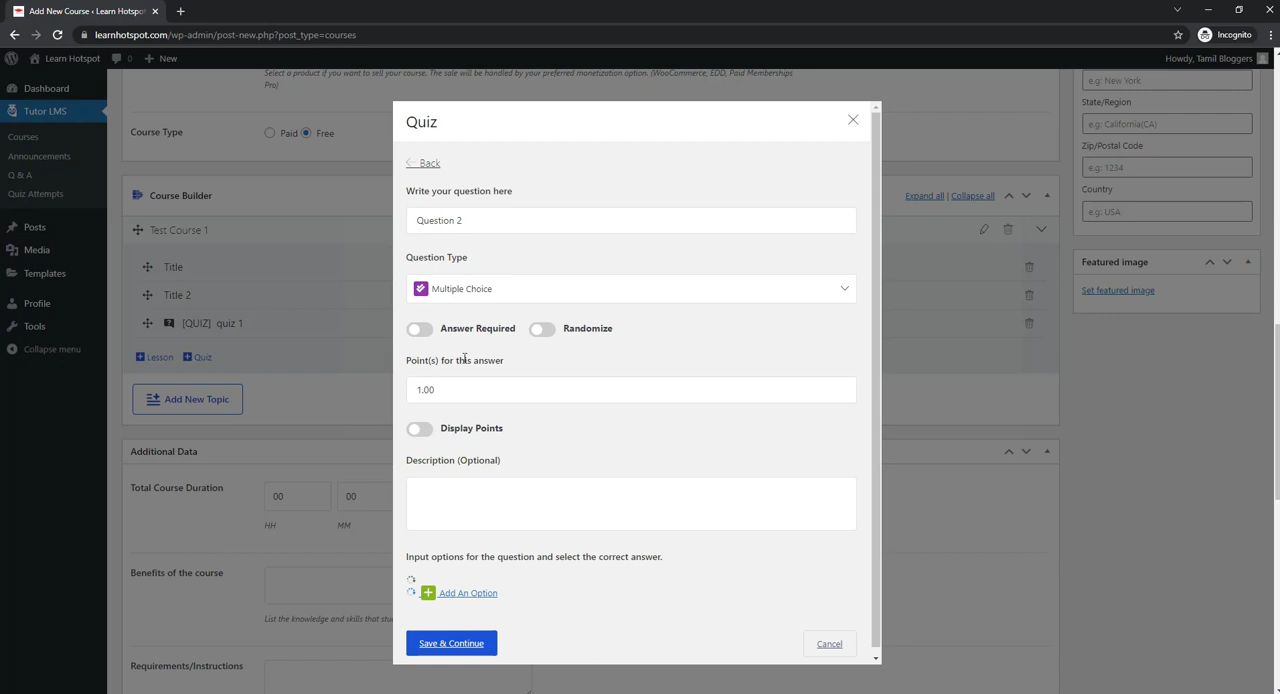 Add New Course ‹ Learn Hotspot
learnhotspot.com/wp-admin/post-new.php?post_type=courses
Incognito
Learn Hotspot
0
New
Howdy, Tamil Bloggers
Dashboard
Tutor LMS
Courses
Announcements
Q & A
Quiz Attempts
Posts
Media
Templates
Profile
Tools
Collapse menu
Select a product if you want to sell your course. The sale will be handled by your preferred monetization option. (WooCommerce, EDD, Paid Memberships
Pro)
Course Type
Paid
Free
Course Builder
Expand all | Collapse all
Test Course 1
Title
Title 2
[QUIZ] quiz 1
Lesson
Quiz
Add New Topic
Additional Data
Total Course Duration
00
00
HH
MM
Benefits of the course
List the knowledge and skills that
Requirements/Instructions
Quiz
← Back
Write your question here
Question 2
Question Type
Multiple Choice
Answer Required
Randomize
Point(s) for this answer
1.00
Display Points
Description (Optional)
Input options for the question and select the correct answer.
Add An Option
Save & Continue
Cancel
e.g: New York
State/Region
e.g: California(CA)
Zip/Postal Code
e.g: 1234
Country
e.g: USA
Featured image
Set featured image